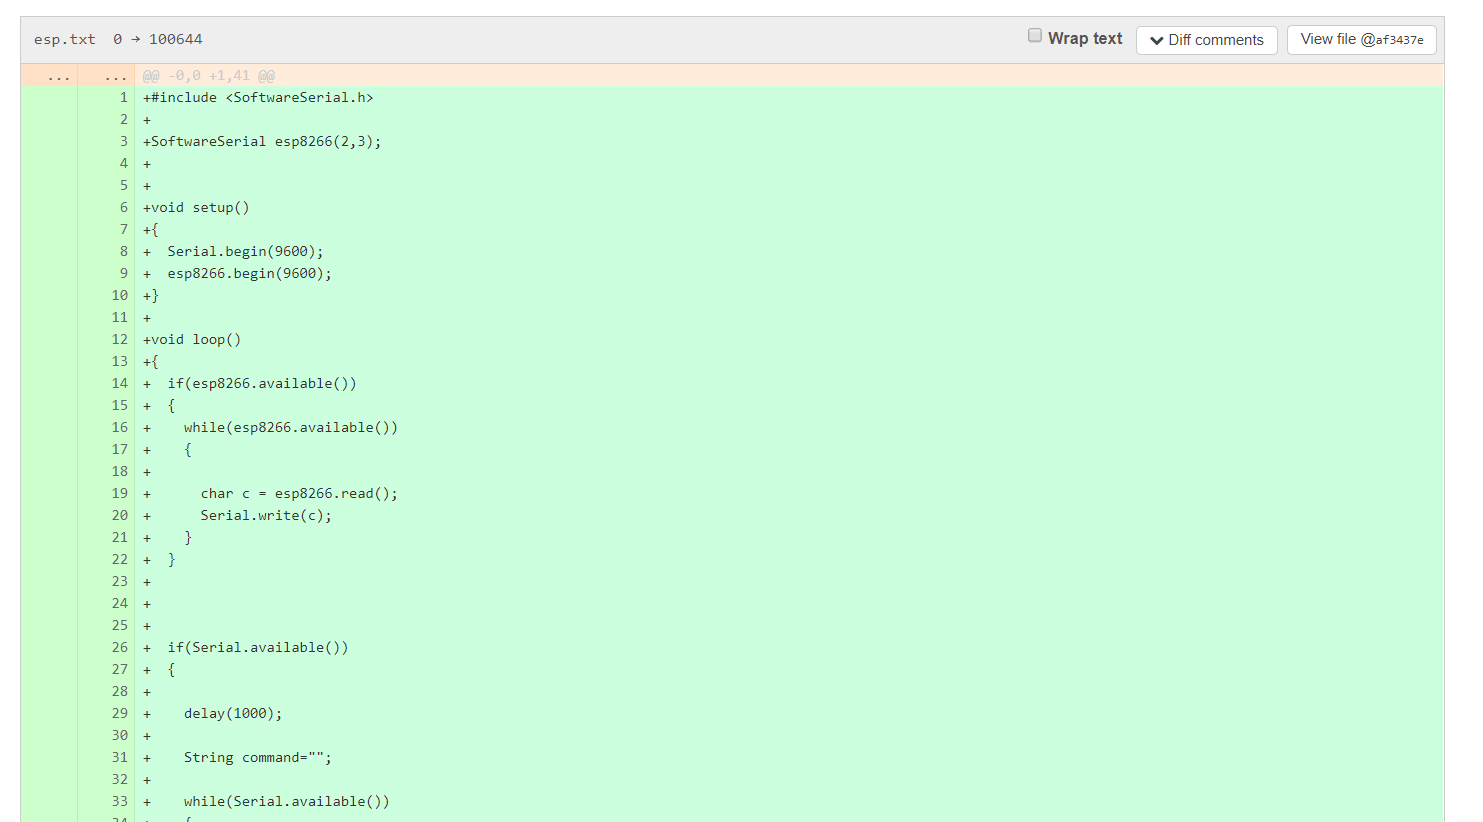 esp.txt 0 → 100644 Wrap text Diff comments View file @af3437e
... ... @@ -0,0 +1,41 @@
1 +#include <SoftwareSerial.h>
2 +
3 +SoftwareSerial esp8266(2,3);
4 +
5 +
6 +void setup()
7 +{
8 +  Serial.begin(9600);
9 +  esp8266.begin(9600);
10 +}
11 +
12 +void loop()
13 +{
14 +  if(esp8266.available())
15 +  {
16 +    while(esp8266.available())
17 +    {
18 +
19 +      char c = esp8266.read();
20 +      Serial.write(c);
21 +    }
22 +  }
23 +
24 +
25 +
26 +  if(Serial.available())
27 +  {
28 +
29 +    delay(1000);
30 +
31 +    String command="";
32 +
33 +    while(Serial.available())
34 +    {